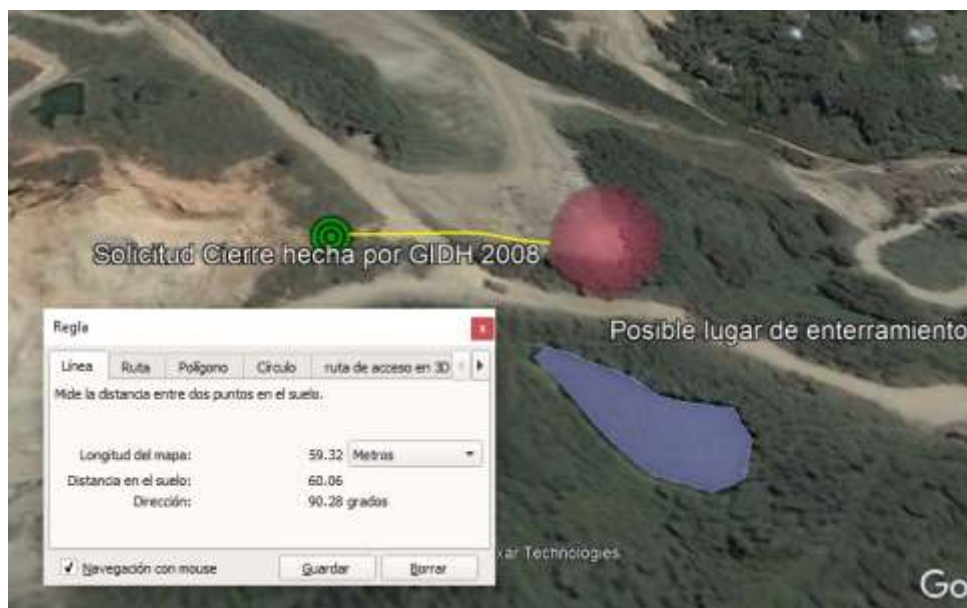 Solicitud Cierre hecha por GIDH 2008
Posible lugar de enterramiento
Regla
x
Línea Ruta Polígono Círculo ruta de acceso en 3D
Mide la distancia entre dos puntos en el suelo.
Longitud del mapa: 59.32 Metros
Distancia en el suelo: 60.06
Dirección: 90.28 grados
Navegación con mouse Guardar Borrar
xar Technologies
Go